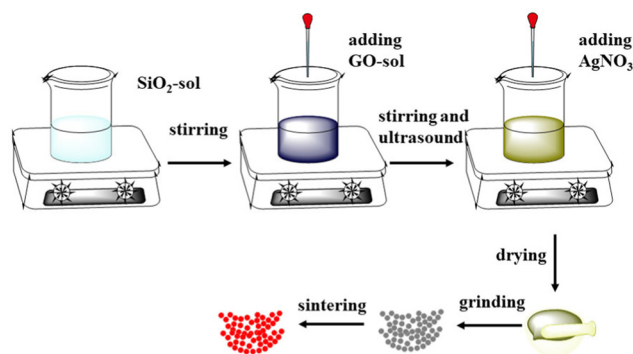 SiO₂-sol
stirring
adding
GO-sol
stirring and
ultrasound
adding
AgNO₃
drying
grinding
sintering